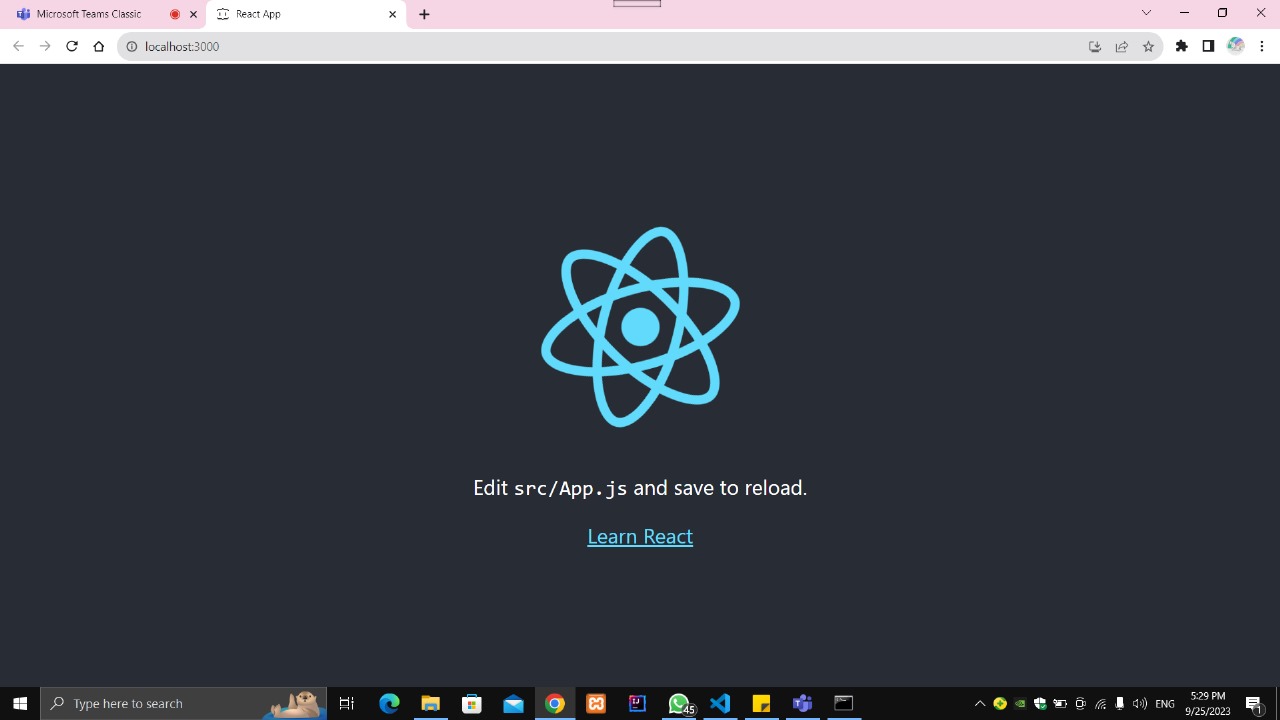 Microsoft Teams Classic
React App
localhost:3000
Edit src/App.js and save to reload.
Learn React
Type here to search
45
ENG
5:29 PM
9/25/2023
1